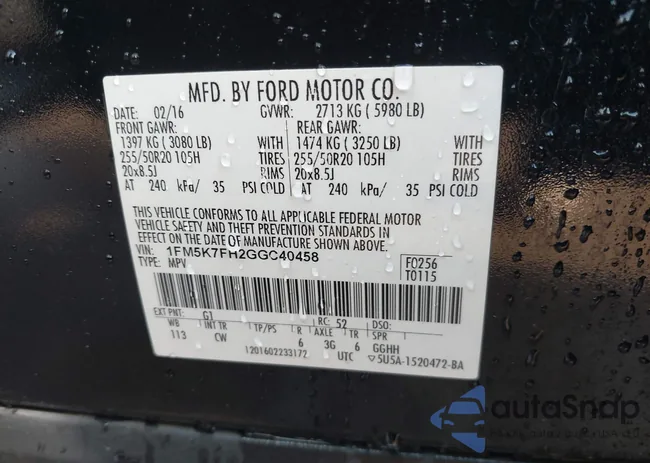 MFD. BY FORD MOTOR CO.
DATE: 02/16 GVWR: 2713 KG ( 5980 LB)
FRONT GAWR: REAR GAWR:
1397 KG ( 3080 LB) WITH 1474 KG ( 3250 LB) WITH
255/50R20 105H TIRES 255/50R20 105H TIRES
20x8.5J RIMS 20x8.5J RIMS
AT 240 kPa/ 35 PSI COLD AT 240 kPa/ 35 PSI COLD
THIS VEHICLE CONFORMS TO ALL APPLICABLE FEDERAL MOTOR
VEHICLE SAFETY AND THEFT PREVENTION STANDARDS IN
EFFECT ON THE DATE OF MANUFACTURE SHOWN ABOVE.
VIN: 1FM5K7FH2GGC40458
TYPE: MPV
F0256
T0115
EXT PNT: G1 RC: 52 DSO:
WB INT TR TP/PS R AXLE TR SPR
113 CW 6 3G 6 GGHH
1201602233172 UTC 5U5A-1520472-BA
autoSnap